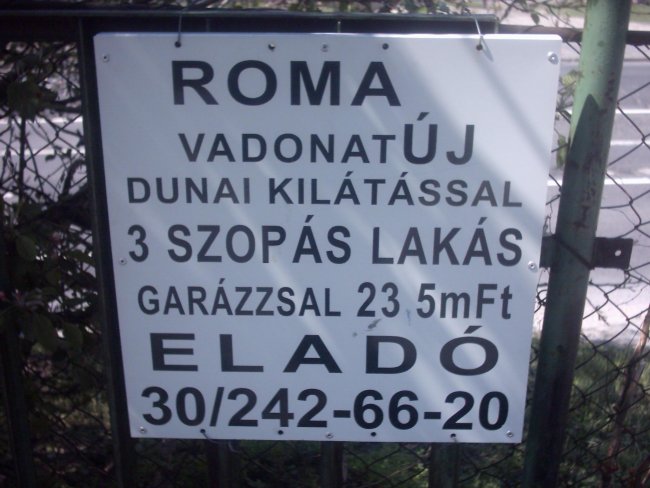 ROMA
VADONATÚJ
DUNAI KILÁTÁSSAL
3 SZOPÁS LAKÁS
GARÁZZSAL 23 5mFt
ELADÓ
30/242-66-20